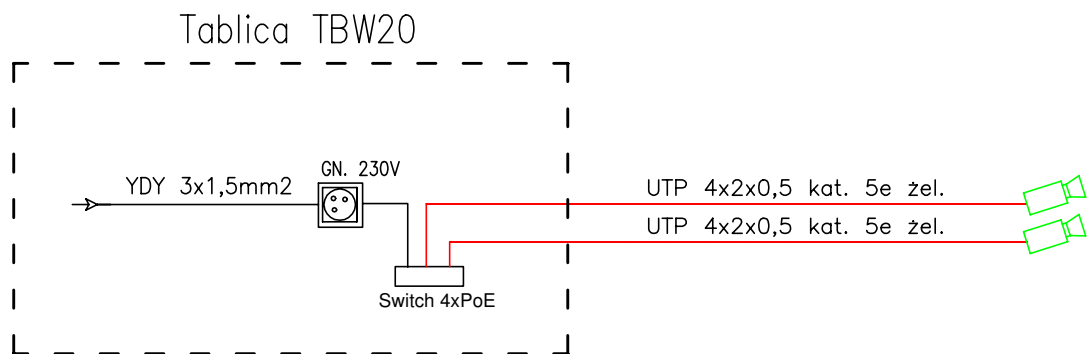 Tablica TBW20
GN. 230V
YDY 3x1,5mm2
UTP 4x2x0,5 kat. 5e żel.
UTP 4x2x0,5 kat. 5e żel.
Switch 4xPoE